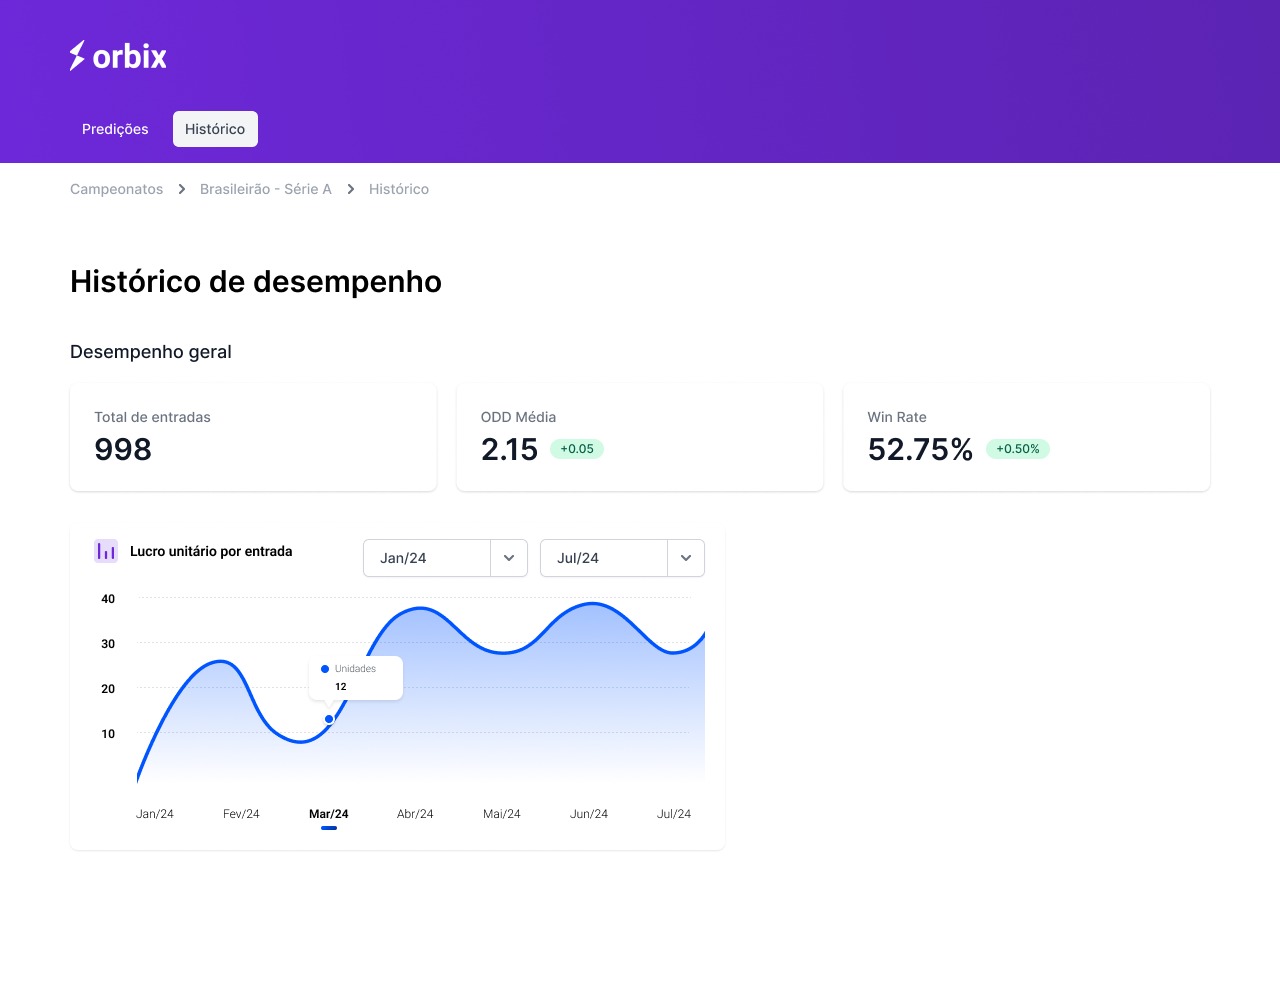 orbix
Predições Histórico
Campeonatos Brasileirão - Série A Histórico
Histórico de desempenho
Desempenho geral
Total de entradas
998
ODD Média
2.15 +0.05
Win Rate
52.75% +0.50%
Lucro unitário por entrada
Jan/24 Jul/24
40
30
20
10
Unidades
12
Jan/24 Fev/24 Mar/24 Abr/24 Mai/24 Jun/24 Jul/24